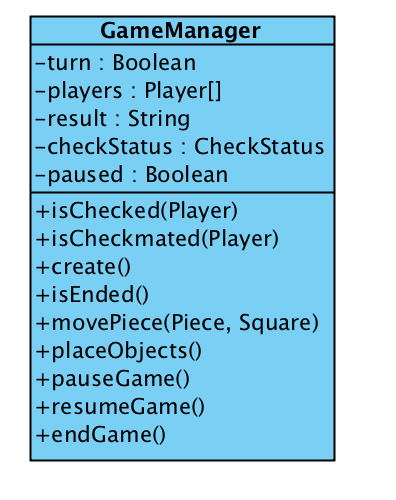 GameManager
-turn : Boolean
-players : Player[]
-result : String
-checkStatus : CheckStatus
-paused : Boolean
+isChecked(Player)
+isCheckmated(Player)
+create()
+isEnded()
+movePiece(Piece, Square)
+placeObjects()
+pauseGame()
+resumeGame()
+endGame()